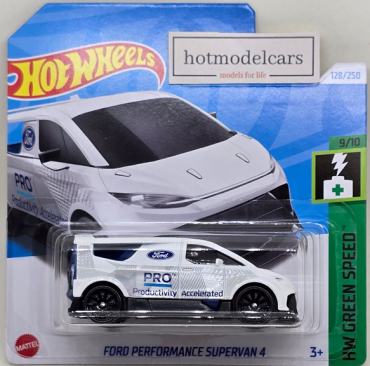 HOT WHEELS
hotmodelcars
models for life
128/250
9/10
Ford
PRO
Productivity Accelerated
Ford
PRO
Productivity Accelerated
HW GREEN SPEED
MATTEL
FORD PERFORMANCE SUPERVAN 4
3+